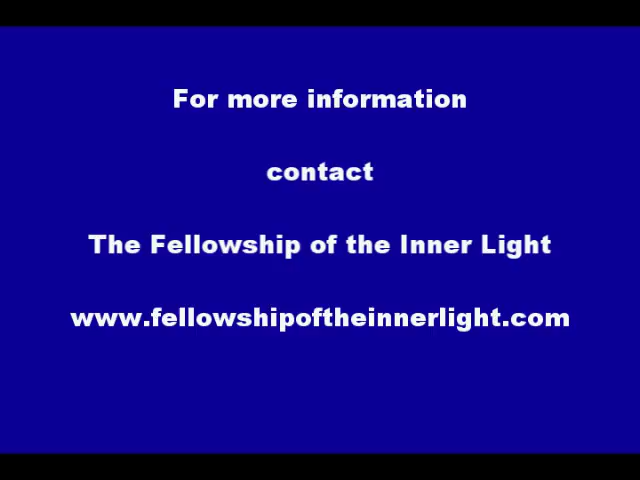 For more information
contact
The Fellowship of the Inner Light
www.fellowshipoftheinnerlight.com